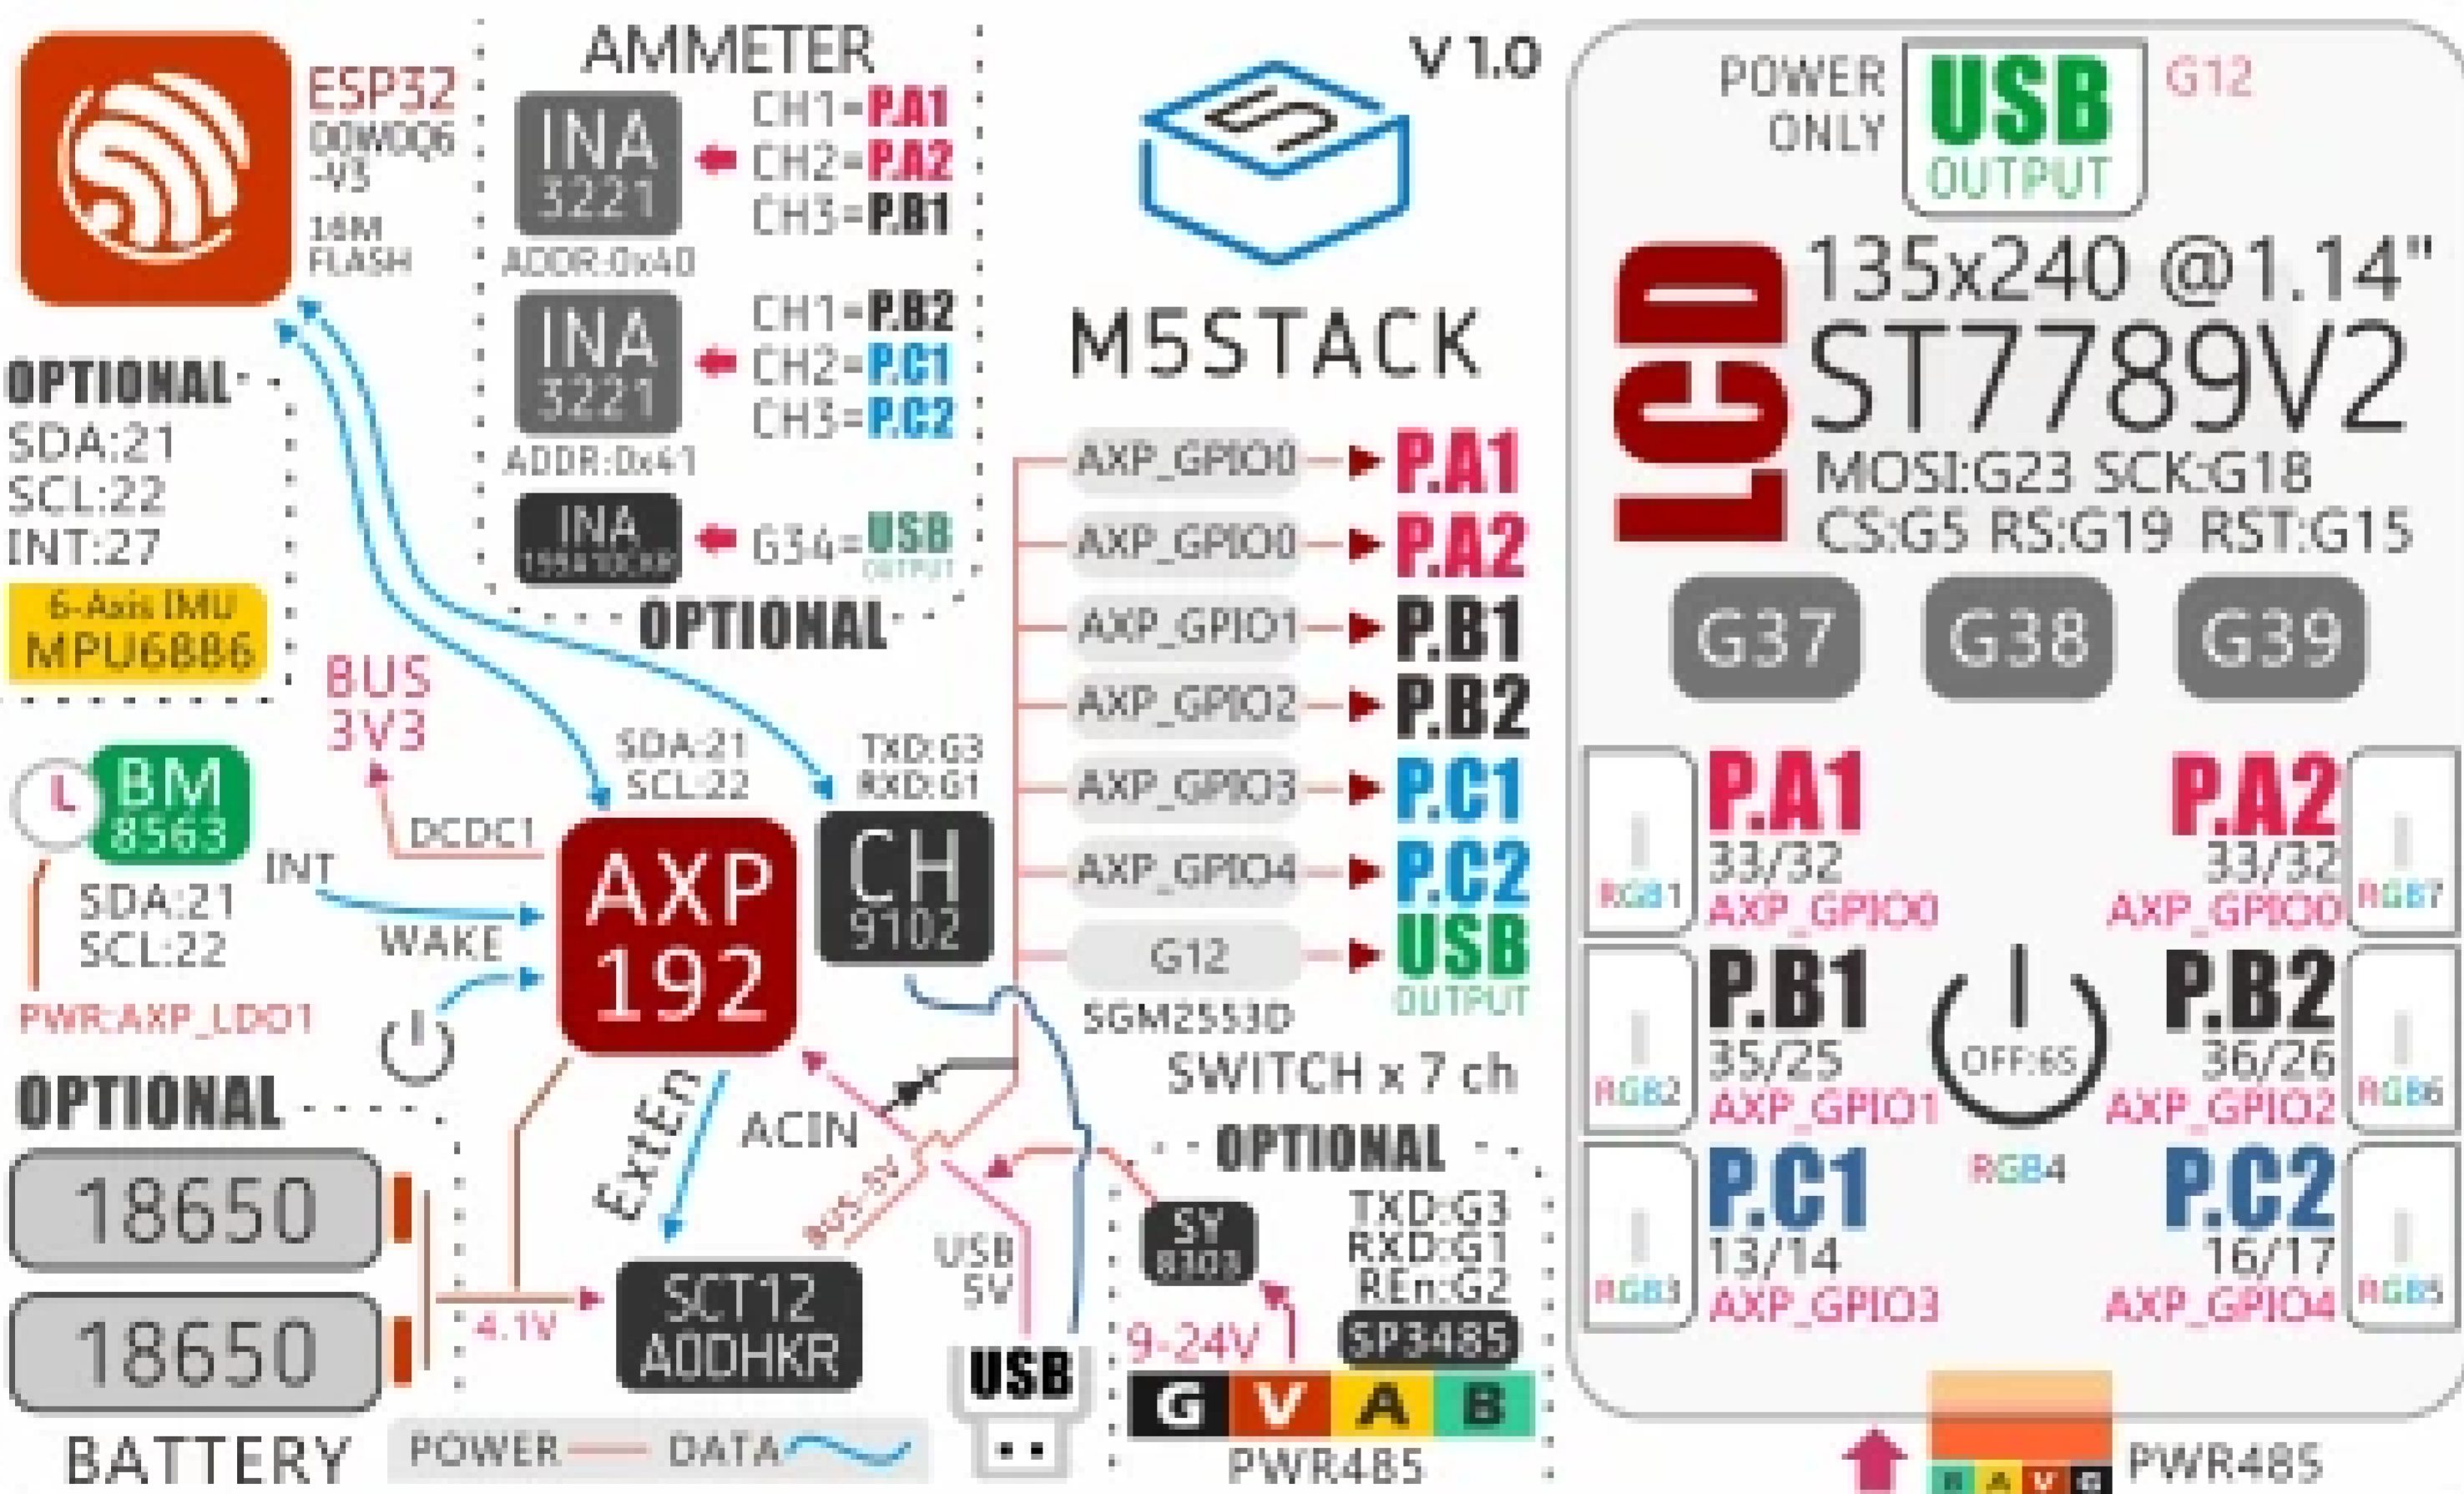 ESP32
D0WDQ6
-V3
16M
FLASH
OPTIONAL
SDA:21
SCL:22
INT:27
6-Axis IMU
MPU6886
BUS
3V3
L
BM
8563
SDA:21
SCL:22
PWR:AXP_LDO1
INT
WAKE
DCDC1
OPTIONAL
18650
18650
BATTERY
4.1V
AMMETER
INA
3221
CH1=P.A1
CH2=P.A2
CH3=P.B1
ADDR:0x40
INA
3221
CH1=P.B2
CH2=P.C1
CH3=P.C2
ADDR:0x41
INA
G34=USB
OUTPUT
OPTIONAL
SDA:21
SCL:22
TXD:G3
RXD:G1
AXP
192
CH
9102
ExtEn
ACIN
BUS-5V
SCT12
A0DHKR
USB
5V
USB
POWER
DATA
V 1.0
M5STACK
AXP_GPIO0 P.A1
AXP_GPIO0 P.A2
AXP_GPIO1 P.B1
AXP_GPIO2 P.B2
AXP_GPIO3 P.C1
AXP_GPIO4 P.C2
G12 USB
OUTPUT
SGM2553D
SWITCH x 7 ch
OPTIONAL
SY
8303
TXD:G3
RXD:G1
REn:G2
9-24V
SP3485
G V A B
PWR485
POWER
ONLY
USB
OUTPUT
G12
LCD
135x240 @1.14"
ST7789V2
MOSI:G23 SCK:G18
CS:G5 RS:G19 RST:G15
G37 G38 G39
P.A1
33/32
AXP_GPIO0
RGB1
P.A2
33/32
AXP_GPIO0
RGB7
P.B1
35/25
AXP_GPIO1
RGB2
OFF:6S
P.B2
36/26
AXP_GPIO2
RGB6
P.C1
13/14
AXP_GPIO3
RGB3
RGB4
P.C2
16/17
AXP_GPIO4
RGB5
B A V G
PWR485